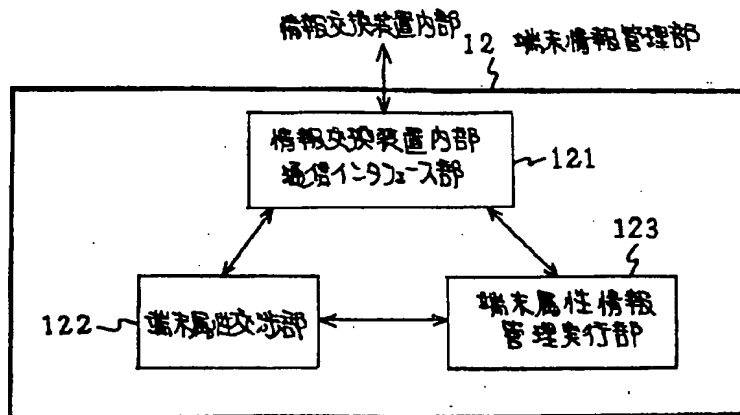 情報交換装置内部
12 端末情報管理部
情報交換装置内部
通信インタフェース部
121
123
122
端末属性交渉部
端末属性情報
管理実行部